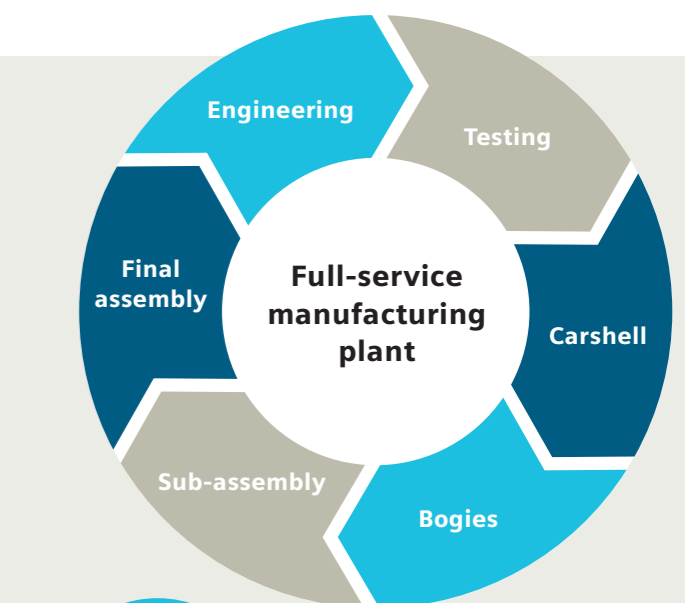 Engineering
Testing
Final
assembly
Full-service
manufacturing
plant
Carshell
Sub-assembly
Bogies